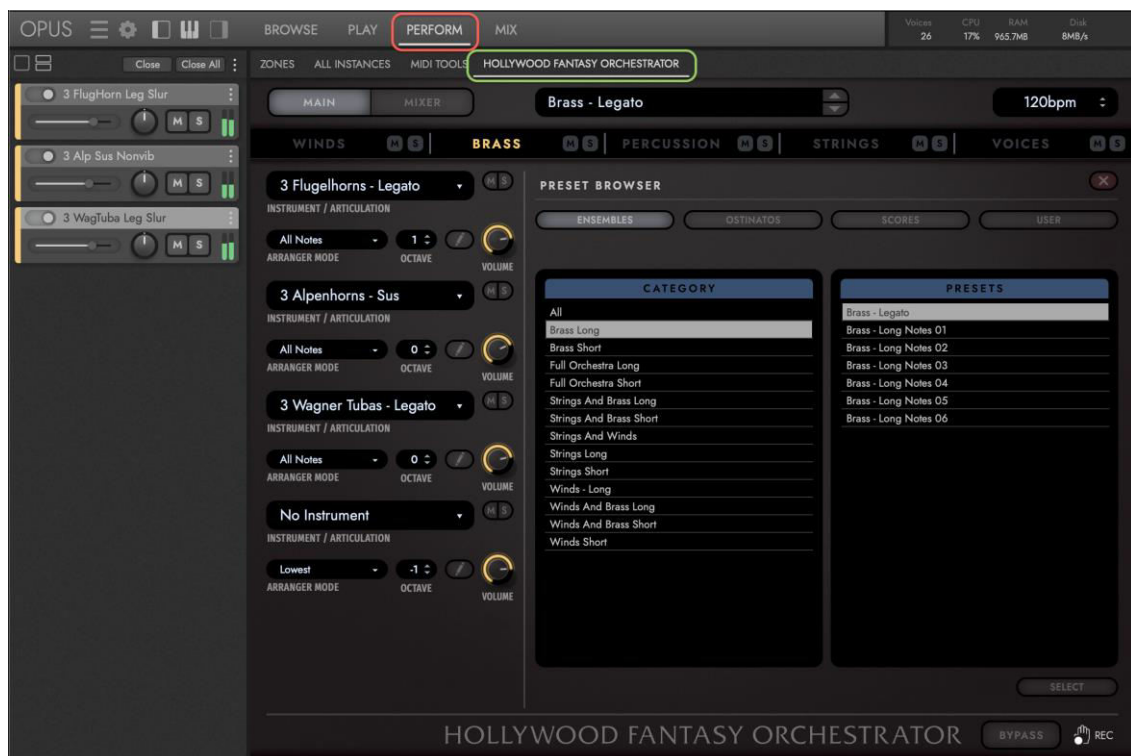 OPUS BROWSE PLAY PERFORM MIX Voices CPU RAM Disk
26 17% 965.7MB 8MB/s
Close Close All ZONES ALL INSTANCES MIDI TOOLS HOLLYWOOD FANTASY ORCHESTRATOR
3 FlugHorn Leg Slur
M S
3 Alp Sus Nonvib
M S
3 WagTuba Leg Slur
M S
MAIN MIXER Brass - Legato 120bpm
WINDS M S BRASS M S PERCUSSION M S STRINGS M S VOICES M S
3 Flugelhorns - Legato M S
INSTRUMENT / ARTICULATION
All Notes 1
ARRANGER MODE OCTAVE VOLUME
3 Alpenhorns - Sus M S
INSTRUMENT / ARTICULATION
All Notes 0
ARRANGER MODE OCTAVE VOLUME
3 Wagner Tubas - Legato M S
INSTRUMENT / ARTICULATION
All Notes 0
ARRANGER MODE OCTAVE VOLUME
No Instrument M S
INSTRUMENT / ARTICULATION
Lowest -1
ARRANGER MODE OCTAVE VOLUME
PRESET BROWSER
ENSEMBLES OSTINATOS SCORES USER
CATEGORY
All
Brass Long
Brass Short
Full Orchestra Long
Full Orchestra Short
Strings And Brass Long
Strings And Brass Short
Strings And Winds
Strings Long
Strings Short
Winds - Long
Winds And Brass Long
Winds And Brass Short
Winds Short
PRESETS
Brass - Legato
Brass - Long Notes 01
Brass - Long Notes 02
Brass - Long Notes 03
Brass - Long Notes 04
Brass - Long Notes 05
Brass - Long Notes 06
SELECT
HOLLYWOOD FANTASY ORCHESTRATOR BYPASS REC